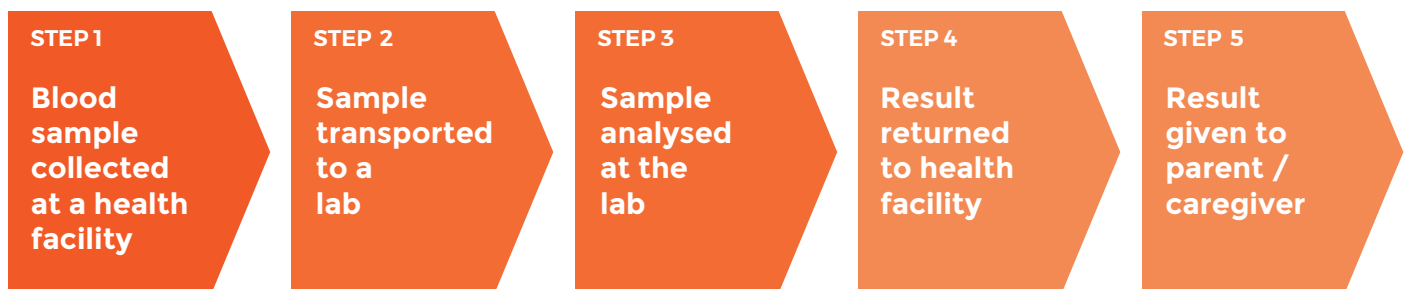 STEP 1
Blood
sample
collected
at a health
facility
STEP 2
Sample
transported
to a
lab
STEP 3
Sample
analysed
at the
lab
STEP 4
Result
returned
to health
facility
STEP 5
Result
given to
parent /
caregiver